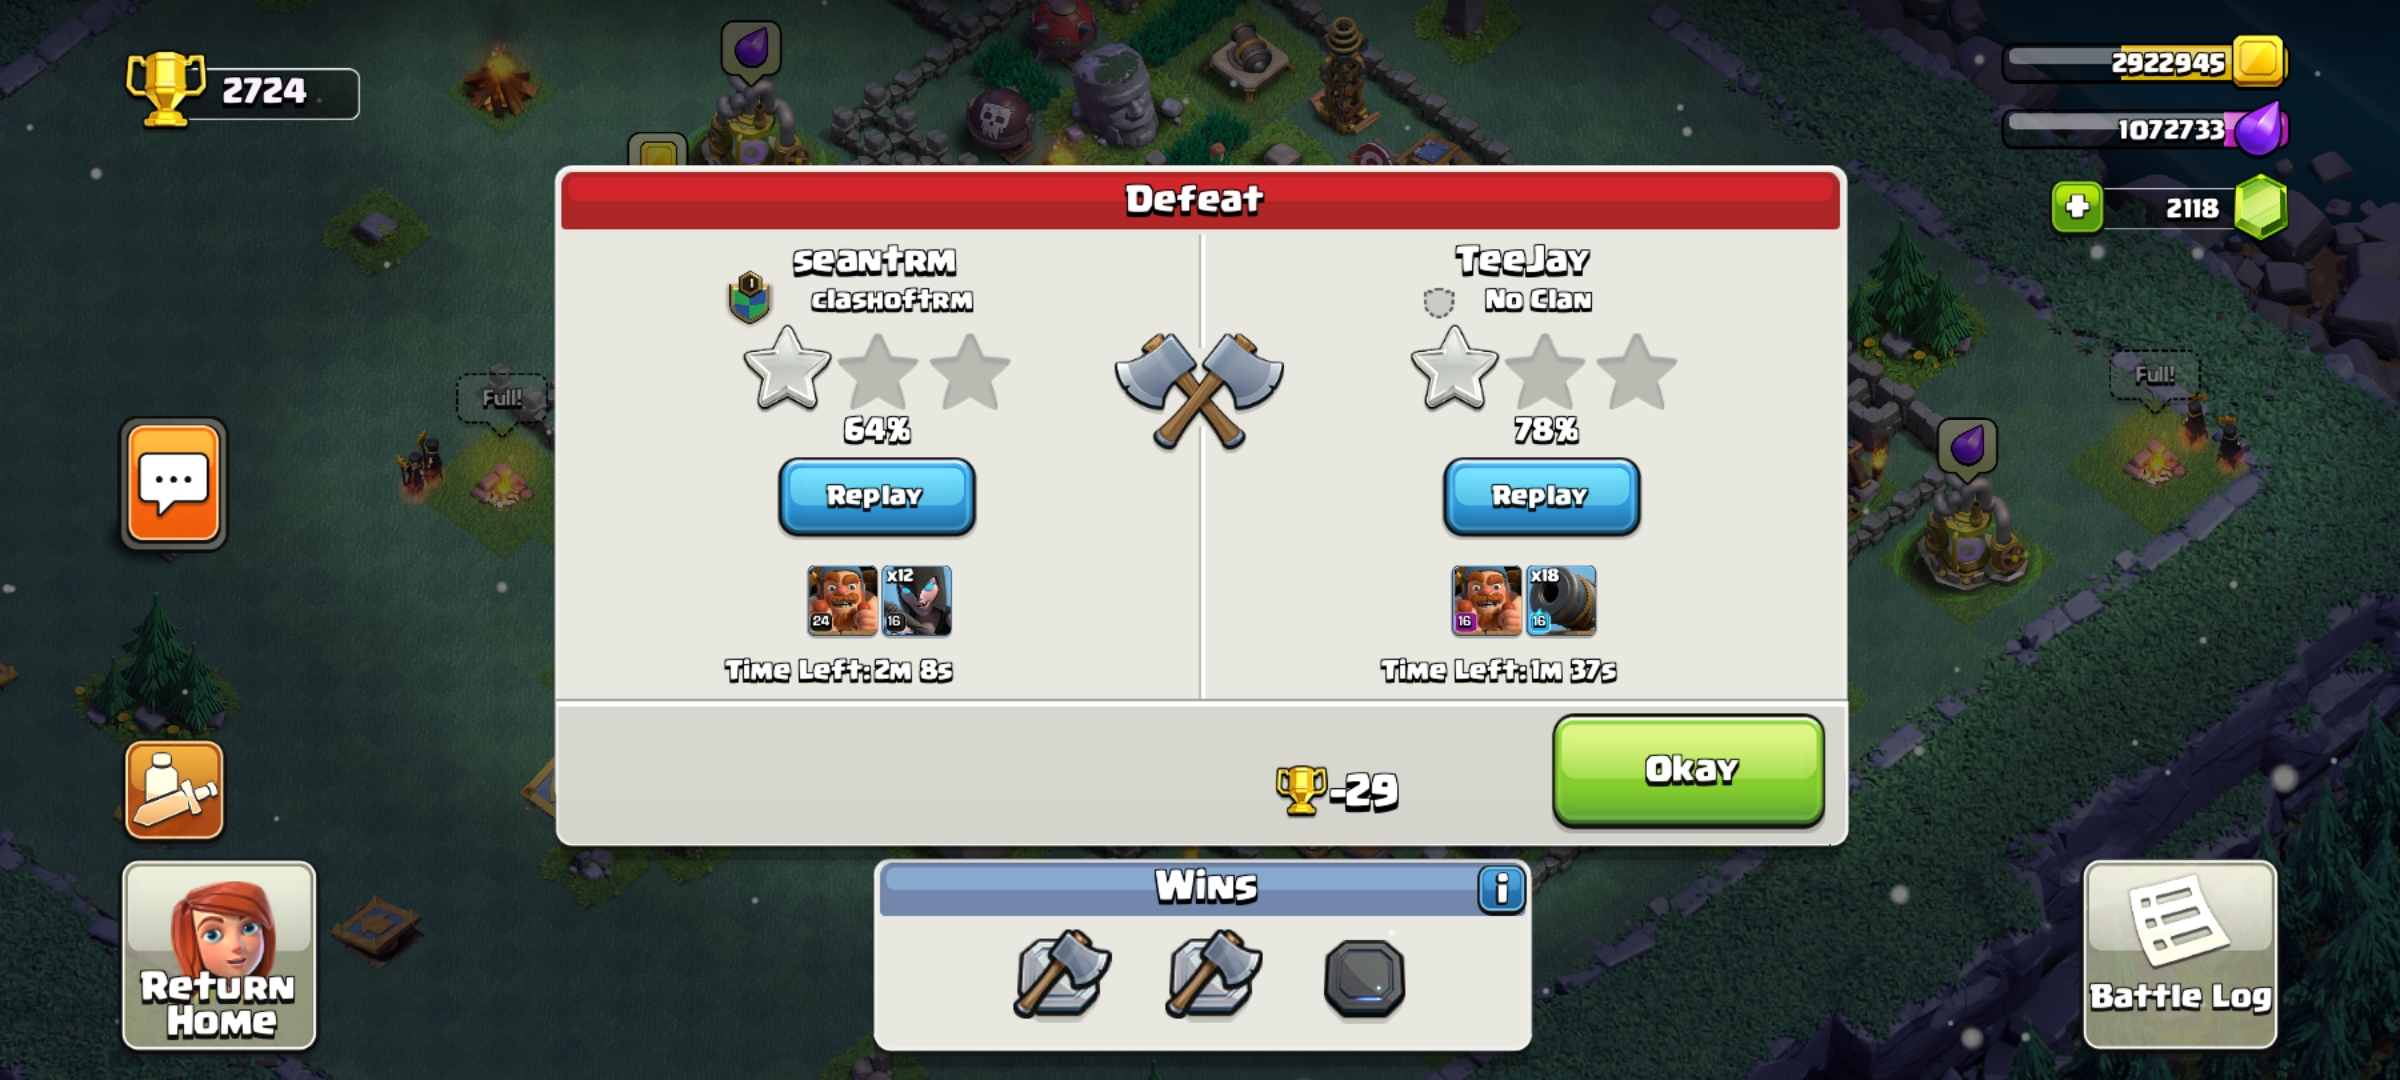 2724
2922945
1072733
2118
Defeat
seantrm
clashoftrm
1
64%
Replay
x12
24
16
Time Left:2m 8s
TeeJay
No Clan
78%
Replay
x18
16
16
Time Left:1m 37s
Full!
Full!
-29
Okay
Wins
i
Return
Home
Battle Log